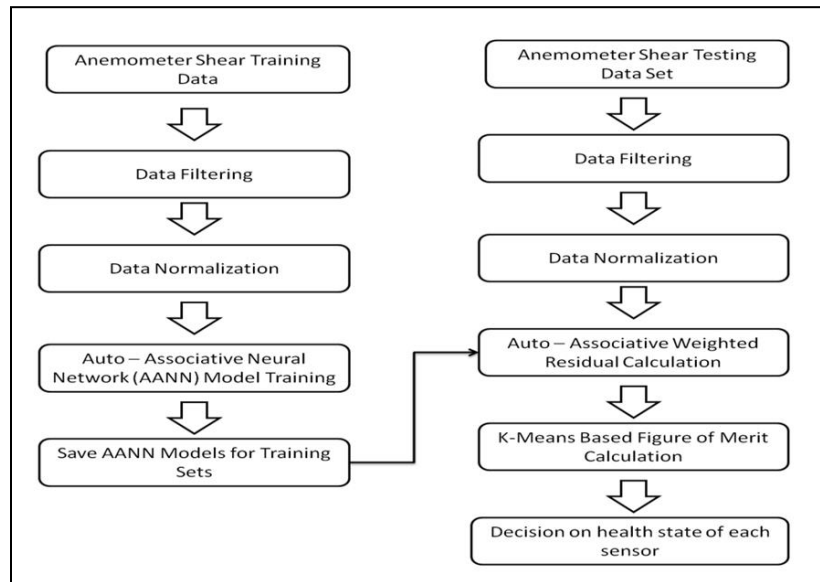 Anemometer Shear Training
Data
Data Filtering
Data Normalization
Auto – Associative Neural
Network (AANN) Model Training
Save AANN Models for Training
Sets
Anemometer Shear Testing
Data Set
Data Filtering
Data Normalization
Auto – Associative Weighted
Residual Calculation
K-Means Based Figure of Merit
Calculation
Decision on health state of each
sensor